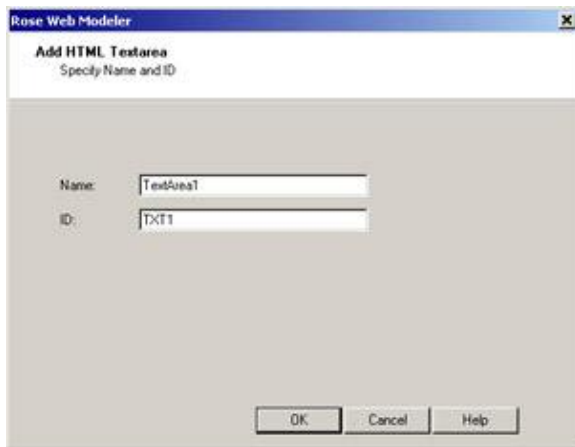 Rose Web Modeler
Add HTML Textarea
Specify Name and ID
Name: TextArea1
ID: TXT1
OK Cancel Help